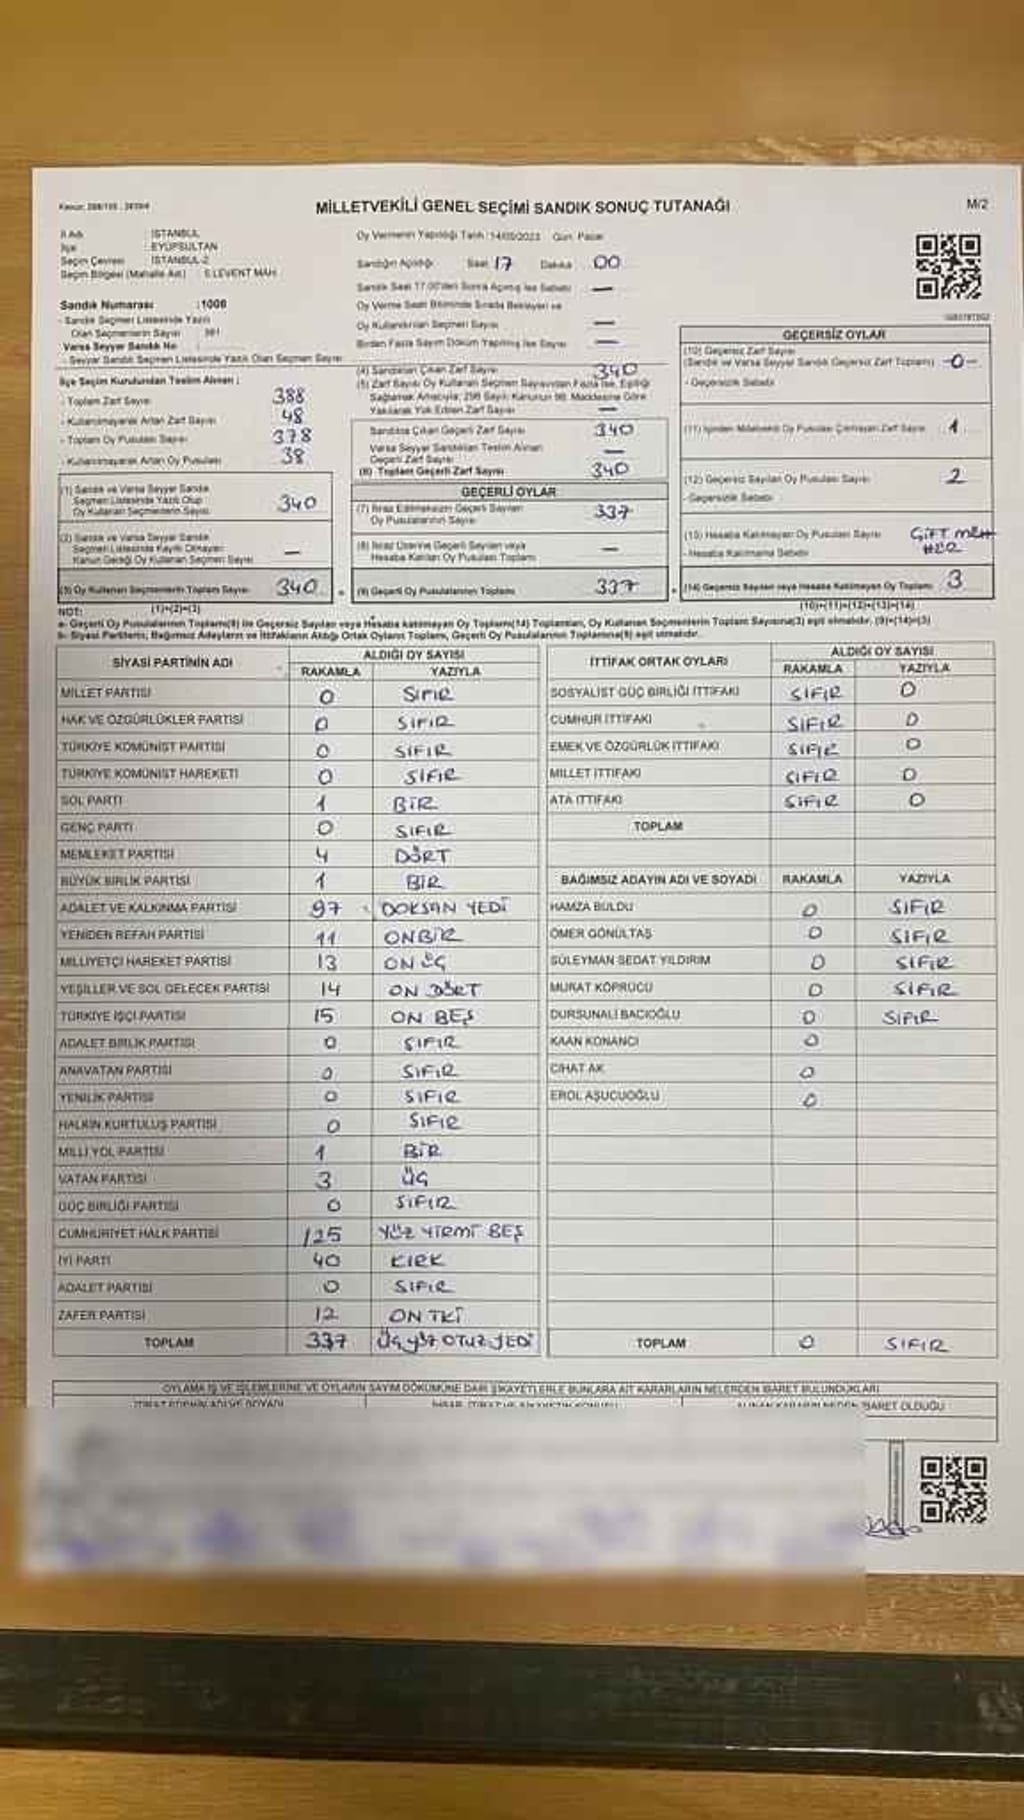 MİLLETVEKİLİ GENEL SEÇİMİ SANDIK SONUÇ TUTANAĞI
M/2
İl Adı : İSTANBUL
İlçe : EYÜPSULTAN
Seçim Çevresi : İSTANBUL-2
Seçim Bölgesi (Mahalle Adı) : 5.LEVENT MAH.
Sandık Numarası : 1006
- Sandık Seçmen Listesinde Yazılı
Olan Seçmenlerin Sayısı : 381
Varsa Seyyar Sandık No :
- Seyyar Sandık Seçmen Listesinde Yazılı Olan Seçmen Sayısı
Oy Vermenin Yapıldığı Tarih : 14/05/2023 Gün: Pazar
Sandığın Açıldığı Saat 17 Dakika 00
Sandık Saat 17.00'den Sonra Açılmış İse Sebebi —
Oy Verme Saati Bitiminde Sırada Bekleyen ve
Oy Kullandırılan Seçmen Sayısı —
Birden Fazla Sayım Döküm Yapılmış İse Sayısı —
İlçe Seçim Kurulundan Teslim Alınan ;
- Toplam Zarf Sayısı 388
- Kullanılmayarak Artan Zarf Sayısı 48
- Toplam Oy Pusulası Sayısı 378
- Kullanılmayarak Artan Oy Pusulası 38
(1) Sandık ve Varsa Seyyar Sandık
Seçmen Listesinde Yazılı Olup
Oy Kullanan Seçmenlerin Sayısı 340
(2) Sandık ve Varsa Seyyar Sandık
Seçmen Listesinde Kayıtlı Olmayan
Kanun Gereği Oy Kullanan Seçmen Sayısı —
(3) Oy Kullanan Seçmenlerin Toplam Sayısı 340
(1)+(2)=(3)
(4) Sandıktan Çıkan Zarf Sayısı 340
(5) Zarf Sayısı Oy Kullanan Seçmen Sayısından Fazla İse, Eşitliği
Sağlamak Amacıyla; 298 Sayılı Kanunun 98. Maddesine Göre
Yakılarak Yok Edilen Zarf Sayısı —
Sandıkta Çıkan Geçerli Zarf Sayısı 340
Varsa Seyyar Sandıktan Teslim Alınan
Geçerli Zarf Sayısı —
(6) Toplam Geçerli Zarf Sayısı 340
GEÇERLİ OYLAR
(7) İtiraz Edilmeksizin Geçerli Sayılan
Oy Pusulalarının Sayısı 337
(8) İtiraz Üzerine Geçerli Sayılan veya
Hesaba Katılan Oy Pusulası Toplamı —
(9) Geçerli Oy Pusulalarının Toplamı 337
GEÇERSİZ OYLAR
(10) Geçersiz Zarf Sayısı
(Sandık ve Varsa Seyyar Sandık Geçersiz Zarf Toplamı) -0-
- Geçersizlik Sebebi
(11) İçinden Milletvekili Oy Pusulası Çıkmayan Zarf Sayısı 1
(12) Geçersiz Sayılan Oy Pusulası Sayısı 2
- Geçersizlik Sebebi
(13) Hesaba Katılmayan Oy Pusulası Sayısı ÇİFT MÜH
- Hesaba Katılmama Sebebi HÜR
(14) Geçersiz Sayılan veya Hesaba Katılmayan Oy Toplamı 3
(10)+(11)+(12)+(13)=(14)
NOT:
a- Geçerli Oy Pusulalarının Toplamı(9) ile Geçersiz Sayılan veya Hesaba katılmayan Oy Toplamı(14) Toplamları, Oy Kullanan Seçmenlerin Toplam Sayısına(3) eşit olmalıdır. (9)+(14)=(3)
b- Siyasi Partilerin, Bağımsız Adayların ve İttifakların Aldığı Ortak Oyların Toplamı, Geçerli Oy Pusulalarının Toplamına(9) eşit olmalıdır.
SİYASİ PARTİNİN ADI ALDIĞI OY SAYISI
RAKAMLA YAZIYLA
MİLLET PARTİSİ 0 SIFIR
HAK VE ÖZGÜRLÜKLER PARTİSİ 0 SIFIR
TÜRKİYE KOMÜNİST PARTİSİ 0 SIFIR
TÜRKİYE KOMÜNİST HAREKETİ 0 SIFIR
SOL PARTİ 1 BİR
GENÇ PARTİ 0 SIFIR
MEMLEKET PARTİSİ 4 DÖRT
BÜYÜK BİRLİK PARTİSİ 1 BİR
ADALET VE KALKINMA PARTİSİ 97 DOKSAN YEDİ
YENİDEN REFAH PARTİSİ 11 ONBİR
MİLLİYETÇİ HAREKET PARTİSİ 13 ON ÜÇ
YEŞİLLER VE SOL GELECEK PARTİSİ 14 ON DÖRT
TÜRKİYE İŞÇİ PARTİSİ 15 ON BEŞ
ADALET BİRLİK PARTİSİ 0 SIFIR
ANAVATAN PARTİSİ 0 SIFIR
YENİLİK PARTİSİ 0 SIFIR
HALKIN KURTULUŞ PARTİSİ 0 SIFIR
MİLLİ YOL PARTİSİ 1 BİR
VATAN PARTİSİ 3 ÜÇ
GÜÇ BİRLİĞİ PARTİSİ 0 SIFIR
CUMHURİYET HALK PARTİSİ 125 YÜZ YİRMİ BEŞ
İYİ PARTİ 40 KIRK
ADALET PARTİSİ 0 SIFIR
ZAFER PARTİSİ 12 ON İKİ
TOPLAM 337 ÜÇ YÜZ OTUZ YEDİ
İTTİFAK ORTAK OYLARI ALDIĞI OY SAYISI
RAKAMLA YAZIYLA
SOSYALİST GÜÇ BİRLİĞİ İTTİFAKI SIFIR 0
CUMHUR İTTİFAKI SIFIR 0
EMEK VE ÖZGÜRLÜK İTTİFAKI SIFIR 0
MİLLET İTTİFAKI SIFIR 0
ATA İTTİFAKI SIFIR 0
TOPLAM
BAĞIMSIZ ADAYIN ADI VE SOYADI RAKAMLA YAZIYLA
HAMZA BULDU 0 SIFIR
ÖMER GÖNÜLTAŞ 0 SIFIR
SÜLEYMAN SEDAT YILDIRIM 0 SIFIR
MURAT KÖPRÜCÜ 0 SIFIR
DURSUNALİ BACIOĞLU 0 SIFIR
KAAN KONANCI 0
CİHAT AK 0
EROL AŞUCUOĞLU 0
TOPLAM 0 SIFIR
OYLAMA İŞ VE İŞLEMLERİNE VE OYLARIN SAYIM DÖKÜMÜNE DAİR ŞİKAYETLERLE BUNLARA AİT KARARLARIN NELERDEN İBARET BULUNDUKLARI